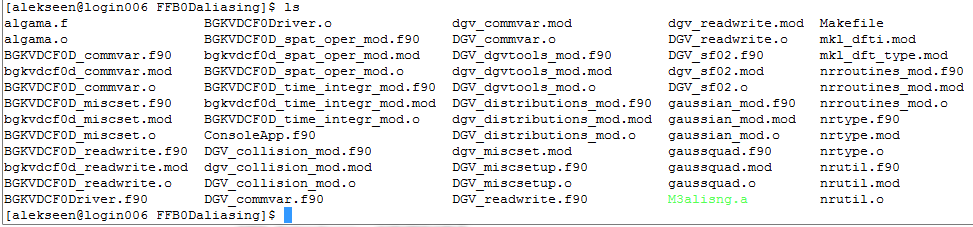 [alekseen@login006 FFB0Daliasing]$ ls
algama.f BGKVDCF0Driver.o dgv_commvar.mod dgv_readwrite.mod Makefile
algama.o BGKVDCF0D_spat_oper_mod.f90 DGV_commvar.o DGV_readwrite.o mkl_dfti.mod
BGKVDCF0D_commvar.f90 bgkvdcf0d_spat_oper_mod.mod DGV_dgvtools_mod.f90 DGV_sf02.f90 mkl_dft_type.mod
bgkvdcf0d_commvar.mod BGKVDCF0D_spat_oper_mod.o dgv_dgvtools_mod.mod dgv_sf02.mod nrroutines_mod.f90
BGKVDCF0D_commvar.o BGKVDCF0D_time_integr_mod.f90 DGV_dgvtools_mod.o DGV_sf02.o nrroutines_mod.mod
BGKVDCF0D_miscset.f90 bgkvdcf0d_time_integr_mod.mod DGV_distributions_mod.f90 gaussian_mod.f90 nrroutines_mod.o
bgkvdcf0d_miscset.mod BGKVDCF0D_time_integr_mod.o dgv_distributions_mod.mod gaussian_mod.mod nrtype.f90
BGKVDCF0D_miscset.o ConsoleApp.f90 DGV_distributions_mod.o gaussian_mod.o nrtype.mod
BGKVDCF0D_readwrite.f90 DGV_collision_mod.f90 dgv_miscset.mod gaussquad.f90 nrtype.o
bgkvdcf0d_readwrite.mod dgv_collision_mod.mod DGV_miscsetup.f90 gaussquad.mod nrutil.f90
BGKVDCF0D_readwrite.o DGV_collision_mod.o DGV_miscsetup.o gaussquad.o nrutil.mod
BGKVDCF0Driver.f90 DGV_commvar.f90 DGV_readwrite.f90 M3alisng.a nrutil.o
[alekseen@login006 FFB0Daliasing]$